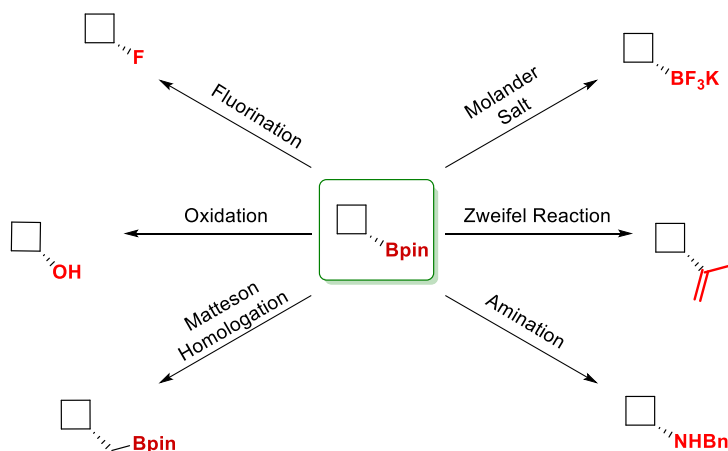 F
Fluorination
Molander
Salt
BF3K
Oxidation
OH
Bpin
Zweifel Reaction
Matteson
Homologation
Bpin
Amination
NHBn